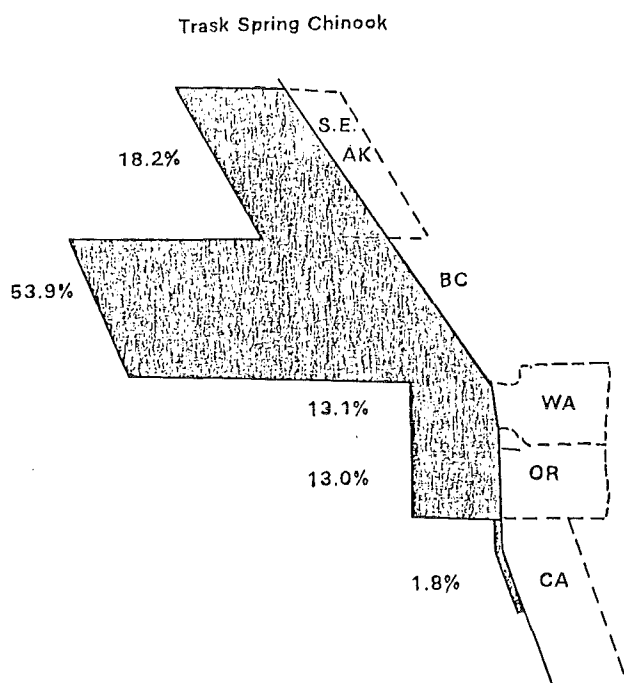 Trask Spring Chinook
S.E.
AK
18.2%
BC
53.9%
13.1%
WA
13.0%
OR
1.8%
CA